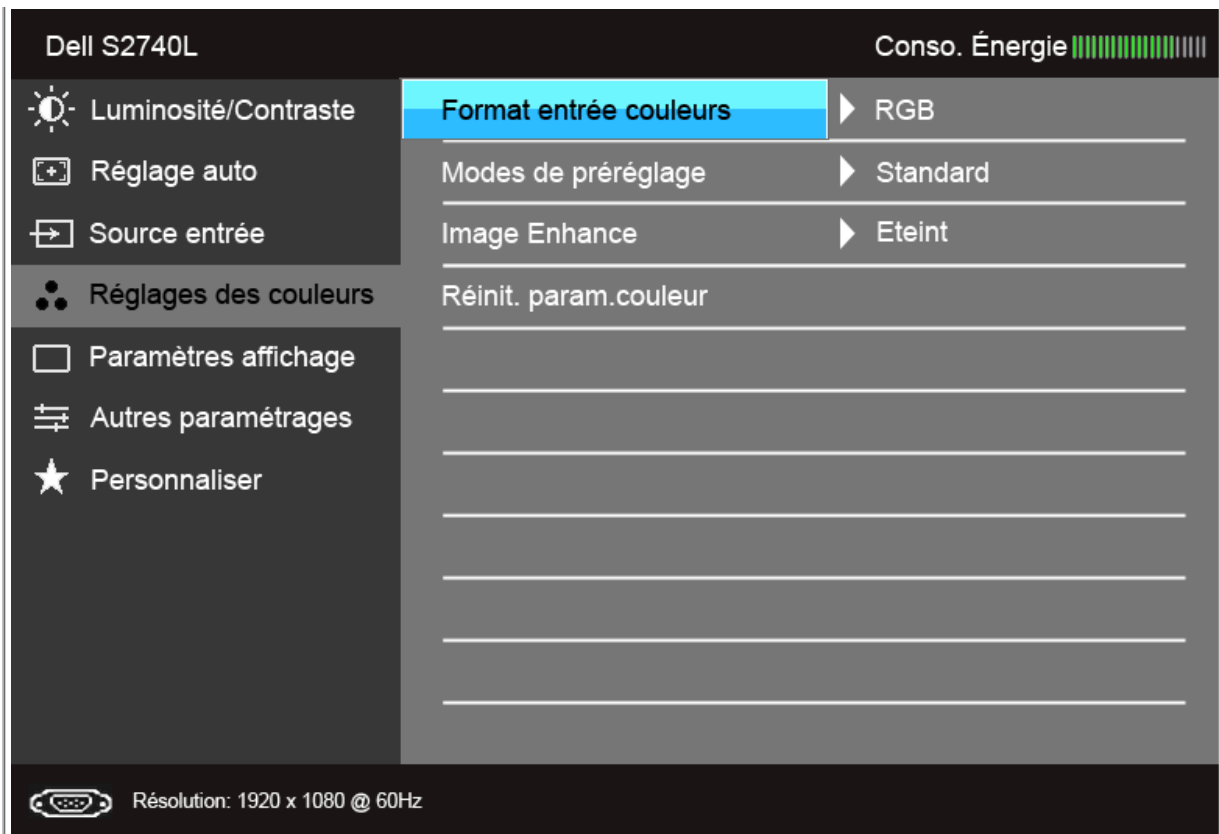 Dell S2740L Conso. Énergie
Luminosité/Contraste Format entrée couleurs RGB
Réglage auto Modes de préréglage Standard
Source entrée Image Enhance Eteint
Réglages des couleurs Réinit. param.couleur
Paramètres affichage
Autres paramétrages
Personnaliser
Résolution: 1920 x 1080 @ 60Hz